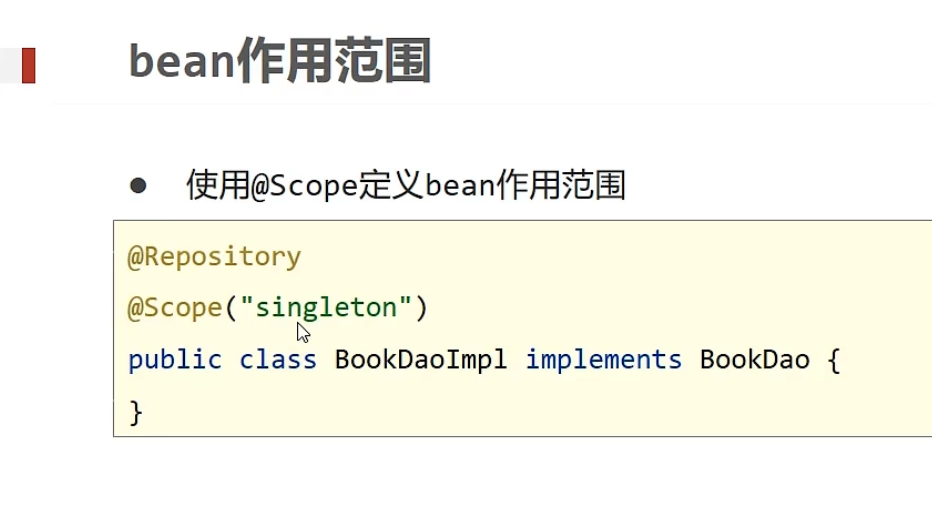 bean作用范围
● 使用@Scope定义bean作用范围
@Repository
@Scope("singleton")
public class BookDaoImpl implements BookDao {
}